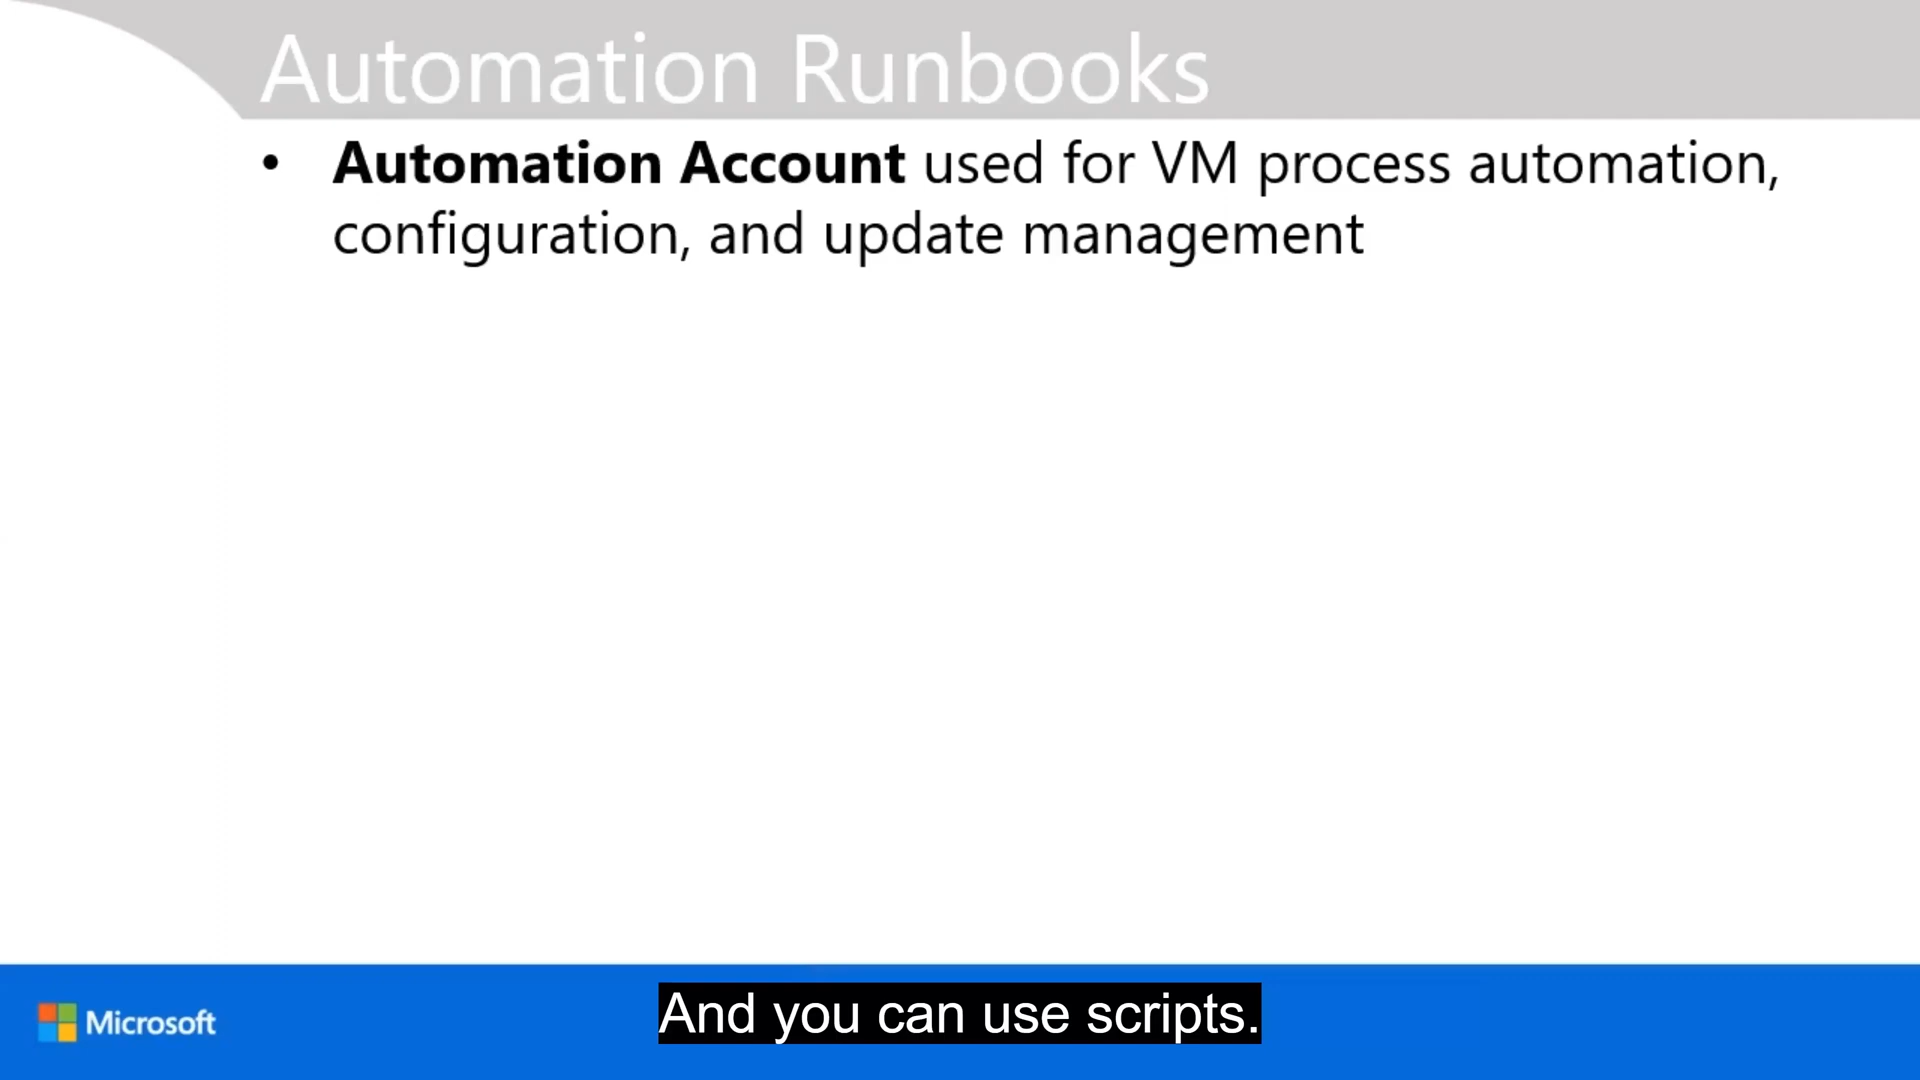 Automation Runbooks
• Automation Account used for VM process automation,
configuration, and update management
And you can use scripts.
Microsoft